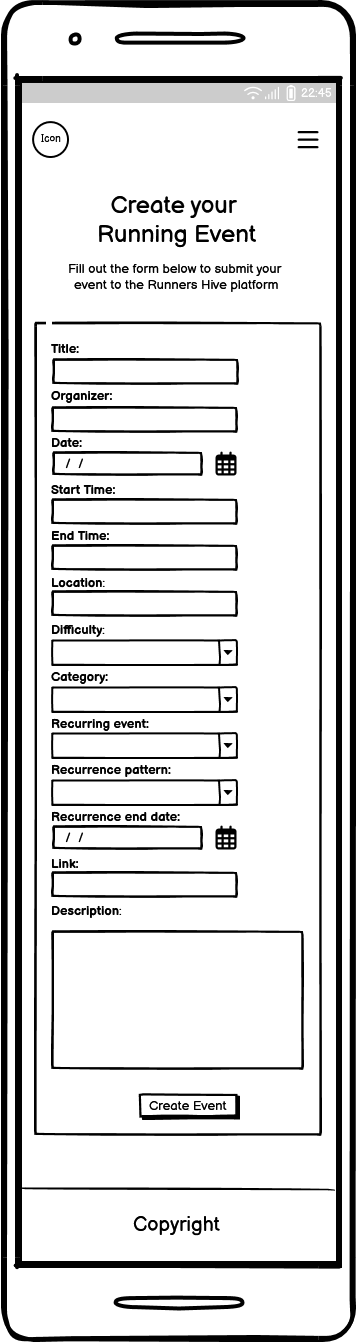 22:45
Icon
Create your
Running Event
Fill out the form below to submit your
event to the Runners Hive platform
Title:
Organizer:
Date:
/ /
Start Time:
End Time:
Location:
Difficulty:
Category:
Recurring event:
Recurrence pattern:
Recurrence end date:
/ /
Link:
Description:
Create Event
Copyright